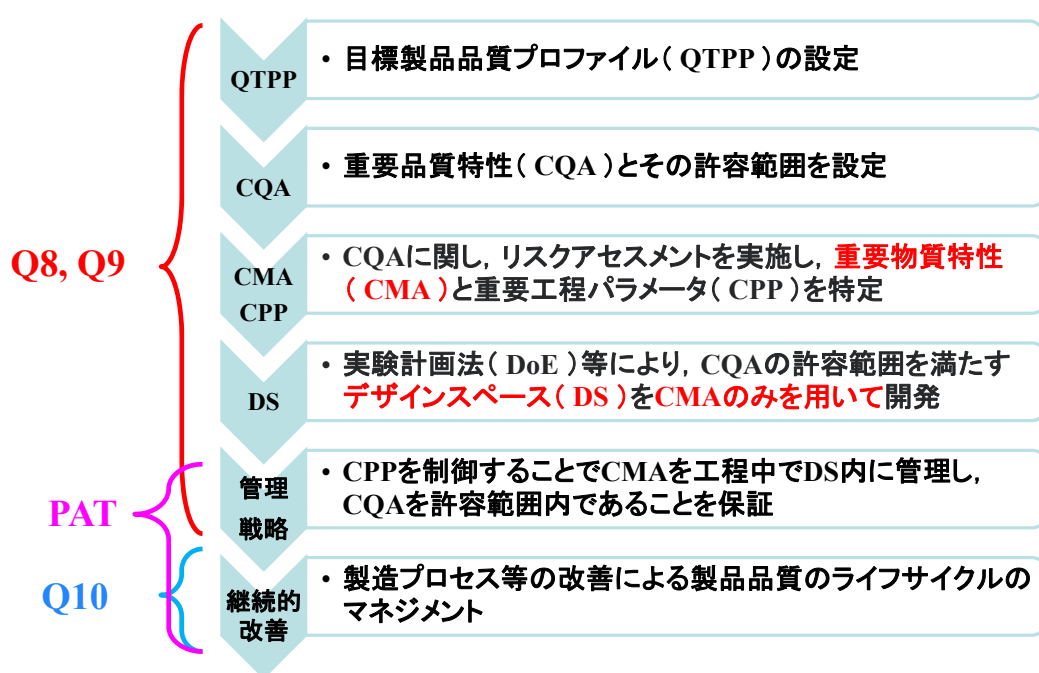 QTPP
• 目標製品品質プロファイル( QTPP )の設定
CQA
• 重要品質特性( CQA )とその許容範囲を設定
Q8, Q9
CMA
CPP
• CQAに関し, リスクアセスメントを実施し, 重要物質特性
( CMA )と重要工程パラメータ( CPP )を特定
DS
• 実験計画法( DoE )等により, CQAの許容範囲を満たす
デザインスペース( DS )をCMAのみを用いて開発
PAT
管理
戦略
• CPPを制御することでCMAを工程中でDS内に管理し,
CQAを許容範囲内であることを保証
Q10
継続的
改善
• 製造プロセス等の改善による製品品質のライフサイクルの
マネジメント